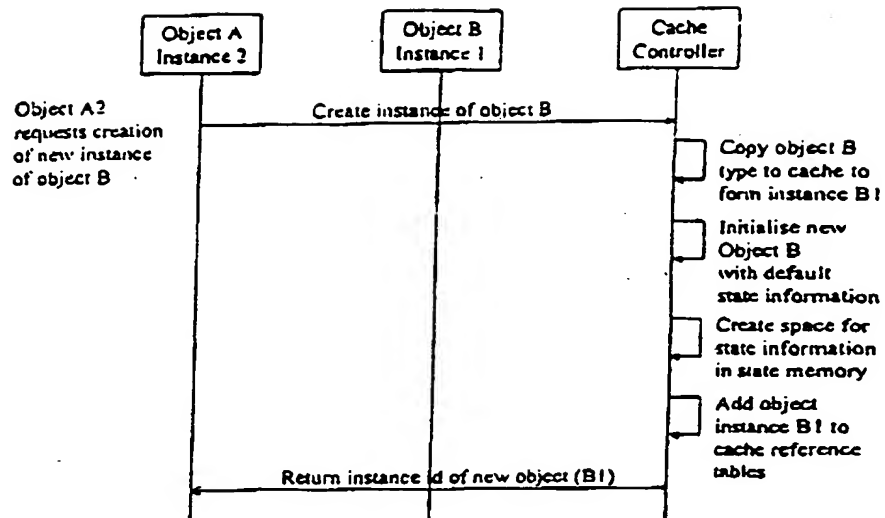 Object A
Instance 2
Object B
Instance 1
Cache
Controller
Object A2
requests creation
of new instance
of object B
Create instance of object B
Copy object B
type to cache to
form instance B1
Initialise new
Object B
with default
state information
Create space for
state information
in state memory
Add object
instance B1 to
cache reference
tables
Return instance id of new object (B1)